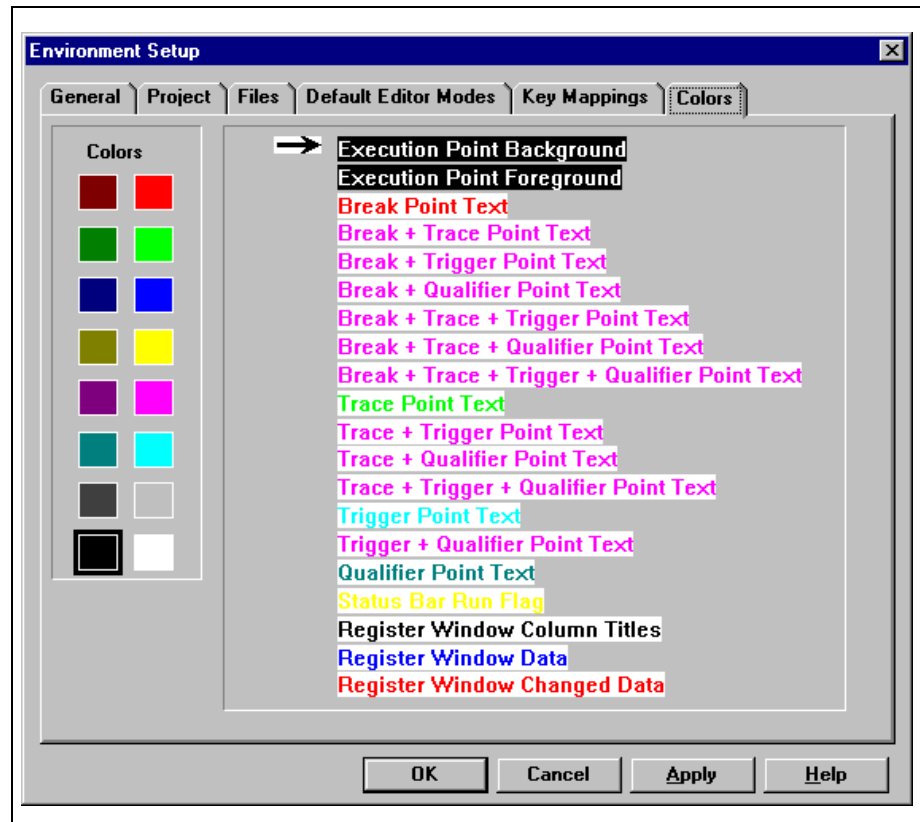 Environment Setup
General Project Files Default Editor Modes Key Mappings Colors
Colors
Execution Point Background
Execution Point Foreground
Break Point Text
Break + Trace Point Text
Break + Trigger Point Text
Break + Qualifier Point Text
Break + Trace + Trigger Point Text
Break + Trace + Qualifier Point Text
Break + Trace + Trigger + Qualifier Point Text
Trace Point Text
Trace + Trigger Point Text
Trace + Qualifier Point Text
Trace + Trigger + Qualifier Point Text
Trigger Point Text
Trigger + Qualifier Point Text
Qualifier Point Text
Status Bar Run Flag
Register Window Column Titles
Register Window Data
Register Window Changed Data
OK Cancel Apply Help